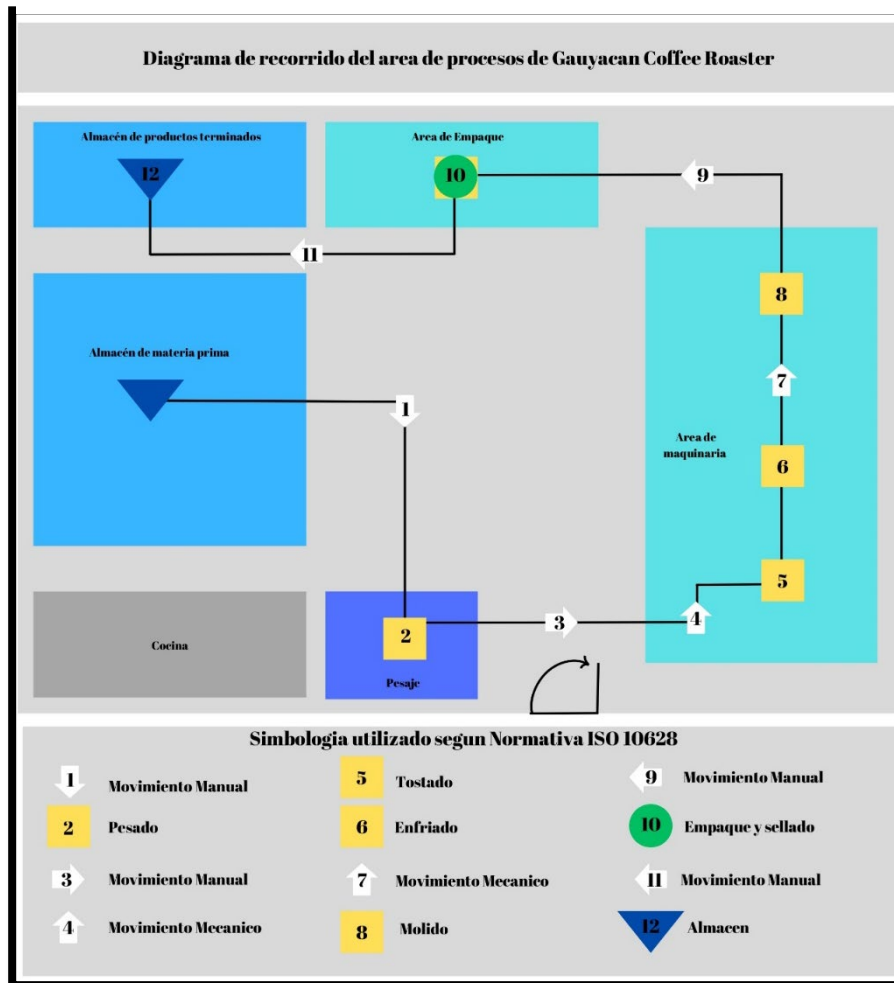 Diagrama de recorrido del area de procesos de Gauyacan Coffee Roaster
Almacén de productos terminados
12
Area de Empaque
10
9
11
8
Almacén de materia prima
1
7
Area de
maquinaria
6
5
Cocina
2
Pesaje
3
4
Simbologia utilizado segun Normativa ISO 10628
1 Movimiento Manual
2 Pesado
3 Movimiento Manual
4 Movimiento Mecanico
5 Tostado
6 Enfriado
7 Movimiento Mecanico
8 Molido
9 Movimiento Manual
10 Empaque y sellado
11 Movimiento Manual
12 Almacen